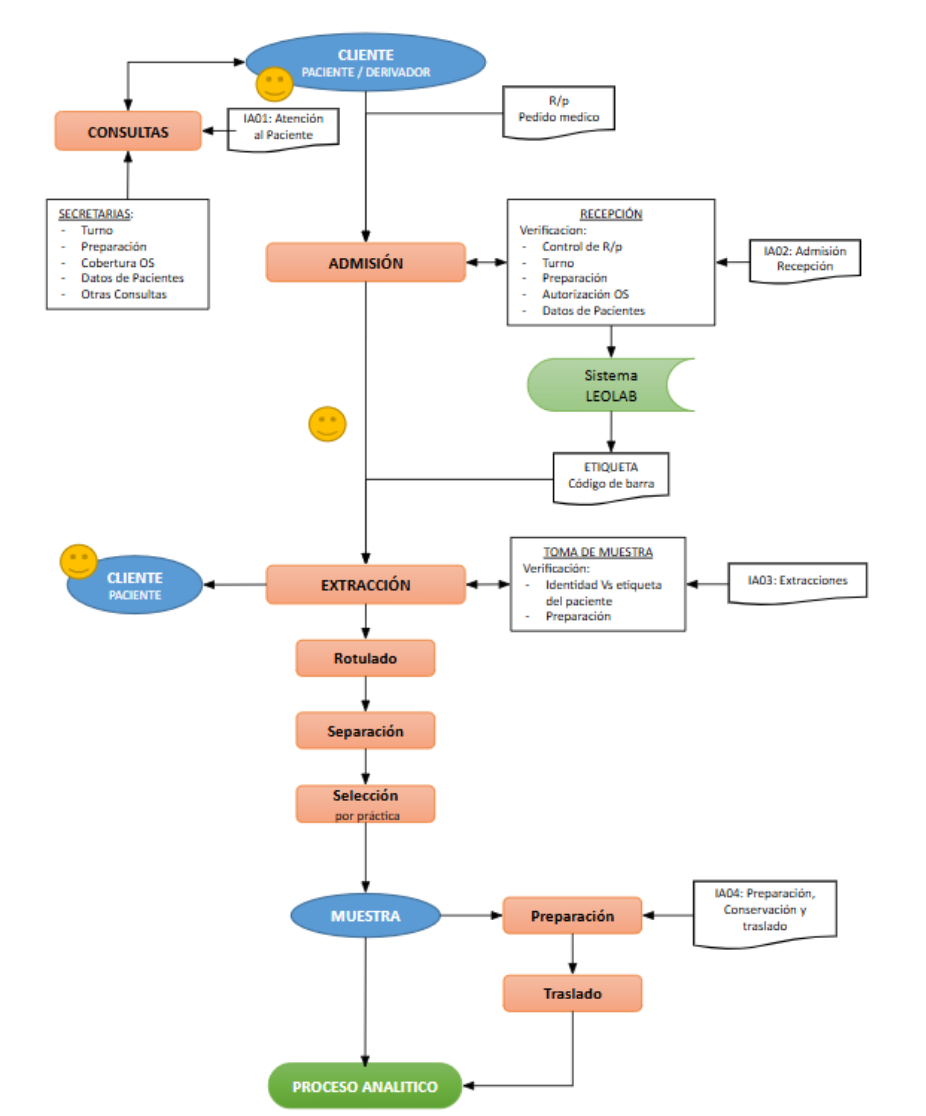 CLIENTE
PACIENTE / DERIVADOR
R/p
Pedido medico
IA01: Atención
al Paciente
CONSULTAS
SECRETARIAS:
- Turno
- Preparación
- Cobertura OS
- Datos de Pacientes
- Otras Consultas
ADMISIÓN
RECEPCIÓN
Verificacion:
- Control de R/p
- Turno
- Preparación
- Autorización OS
- Datos de Pacientes
IA02: Admisión
Recepción
Sistema
LEOLAB
ETIQUETA
Código de barra
CLIENTE
PACIENTE
EXTRACCIÓN
TOMA DE MUESTRA
Verificación:
- Identidad Vs etiqueta
del paciente
- Preparación
IA03: Extracciones
Rotulado
Separación
Selección
por práctica
MUESTRA
Preparación
IA04: Preparación,
Conservación y
traslado
Traslado
PROCESO ANALITICO